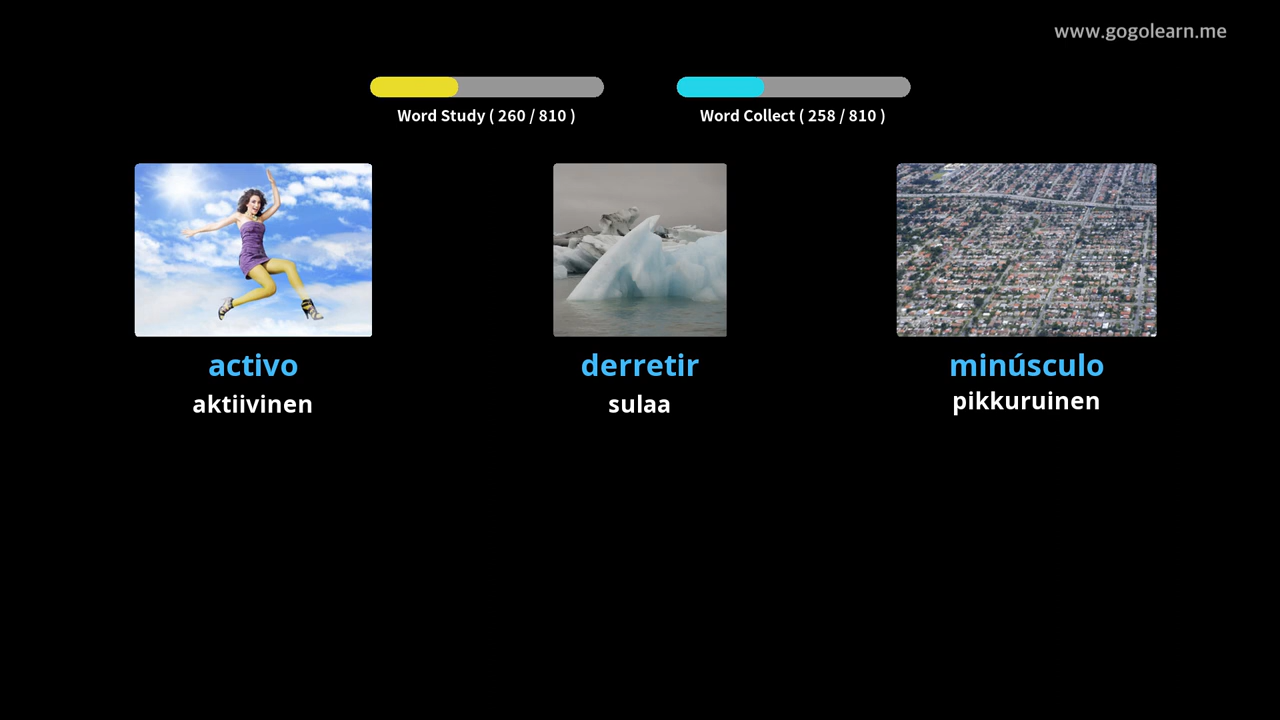 www.gogolearn.me
Word Study ( 260 / 810 )
Word Collect ( 258 / 810 )
activo
derretir
minúsculo
aktiivinen
sulaa
pikkuruinen